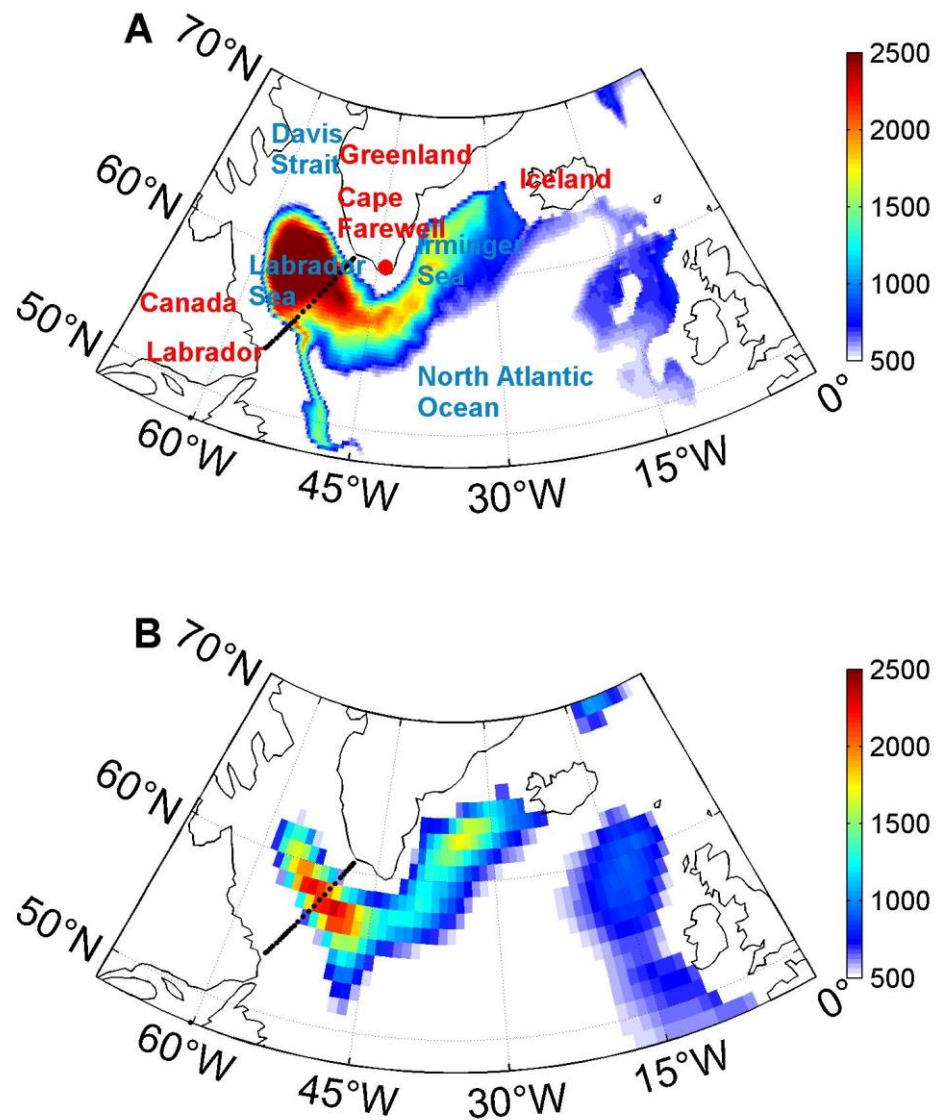 A
70°N
2500
Davis
Strait
Greenland
2000
60°N
Iceland
Cape
Farewell
1500
Irminger
Sea
Labrador
Sea
1000
Canada
50°N
Labrador
North Atlantic
Ocean
500
0°
60°W
45°W
30°W
15°W
B
70°N
2500
2000
60°N
1500
1000
50°N
500
0°
60°W
45°W
30°W
15°W